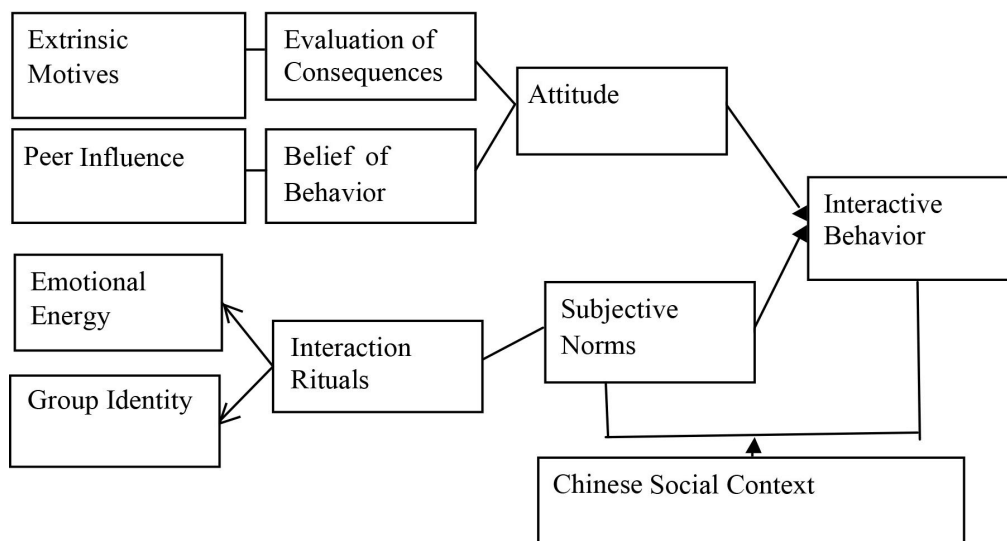 Extrinsic
Motives
Evaluation of
Consequences
Attitude
Peer Influence
Belief of
Behavior
Interactive
Behavior
Emotional
Energy
Interaction
Rituals
Subjective
Norms
Group Identity
Chinese Social Context